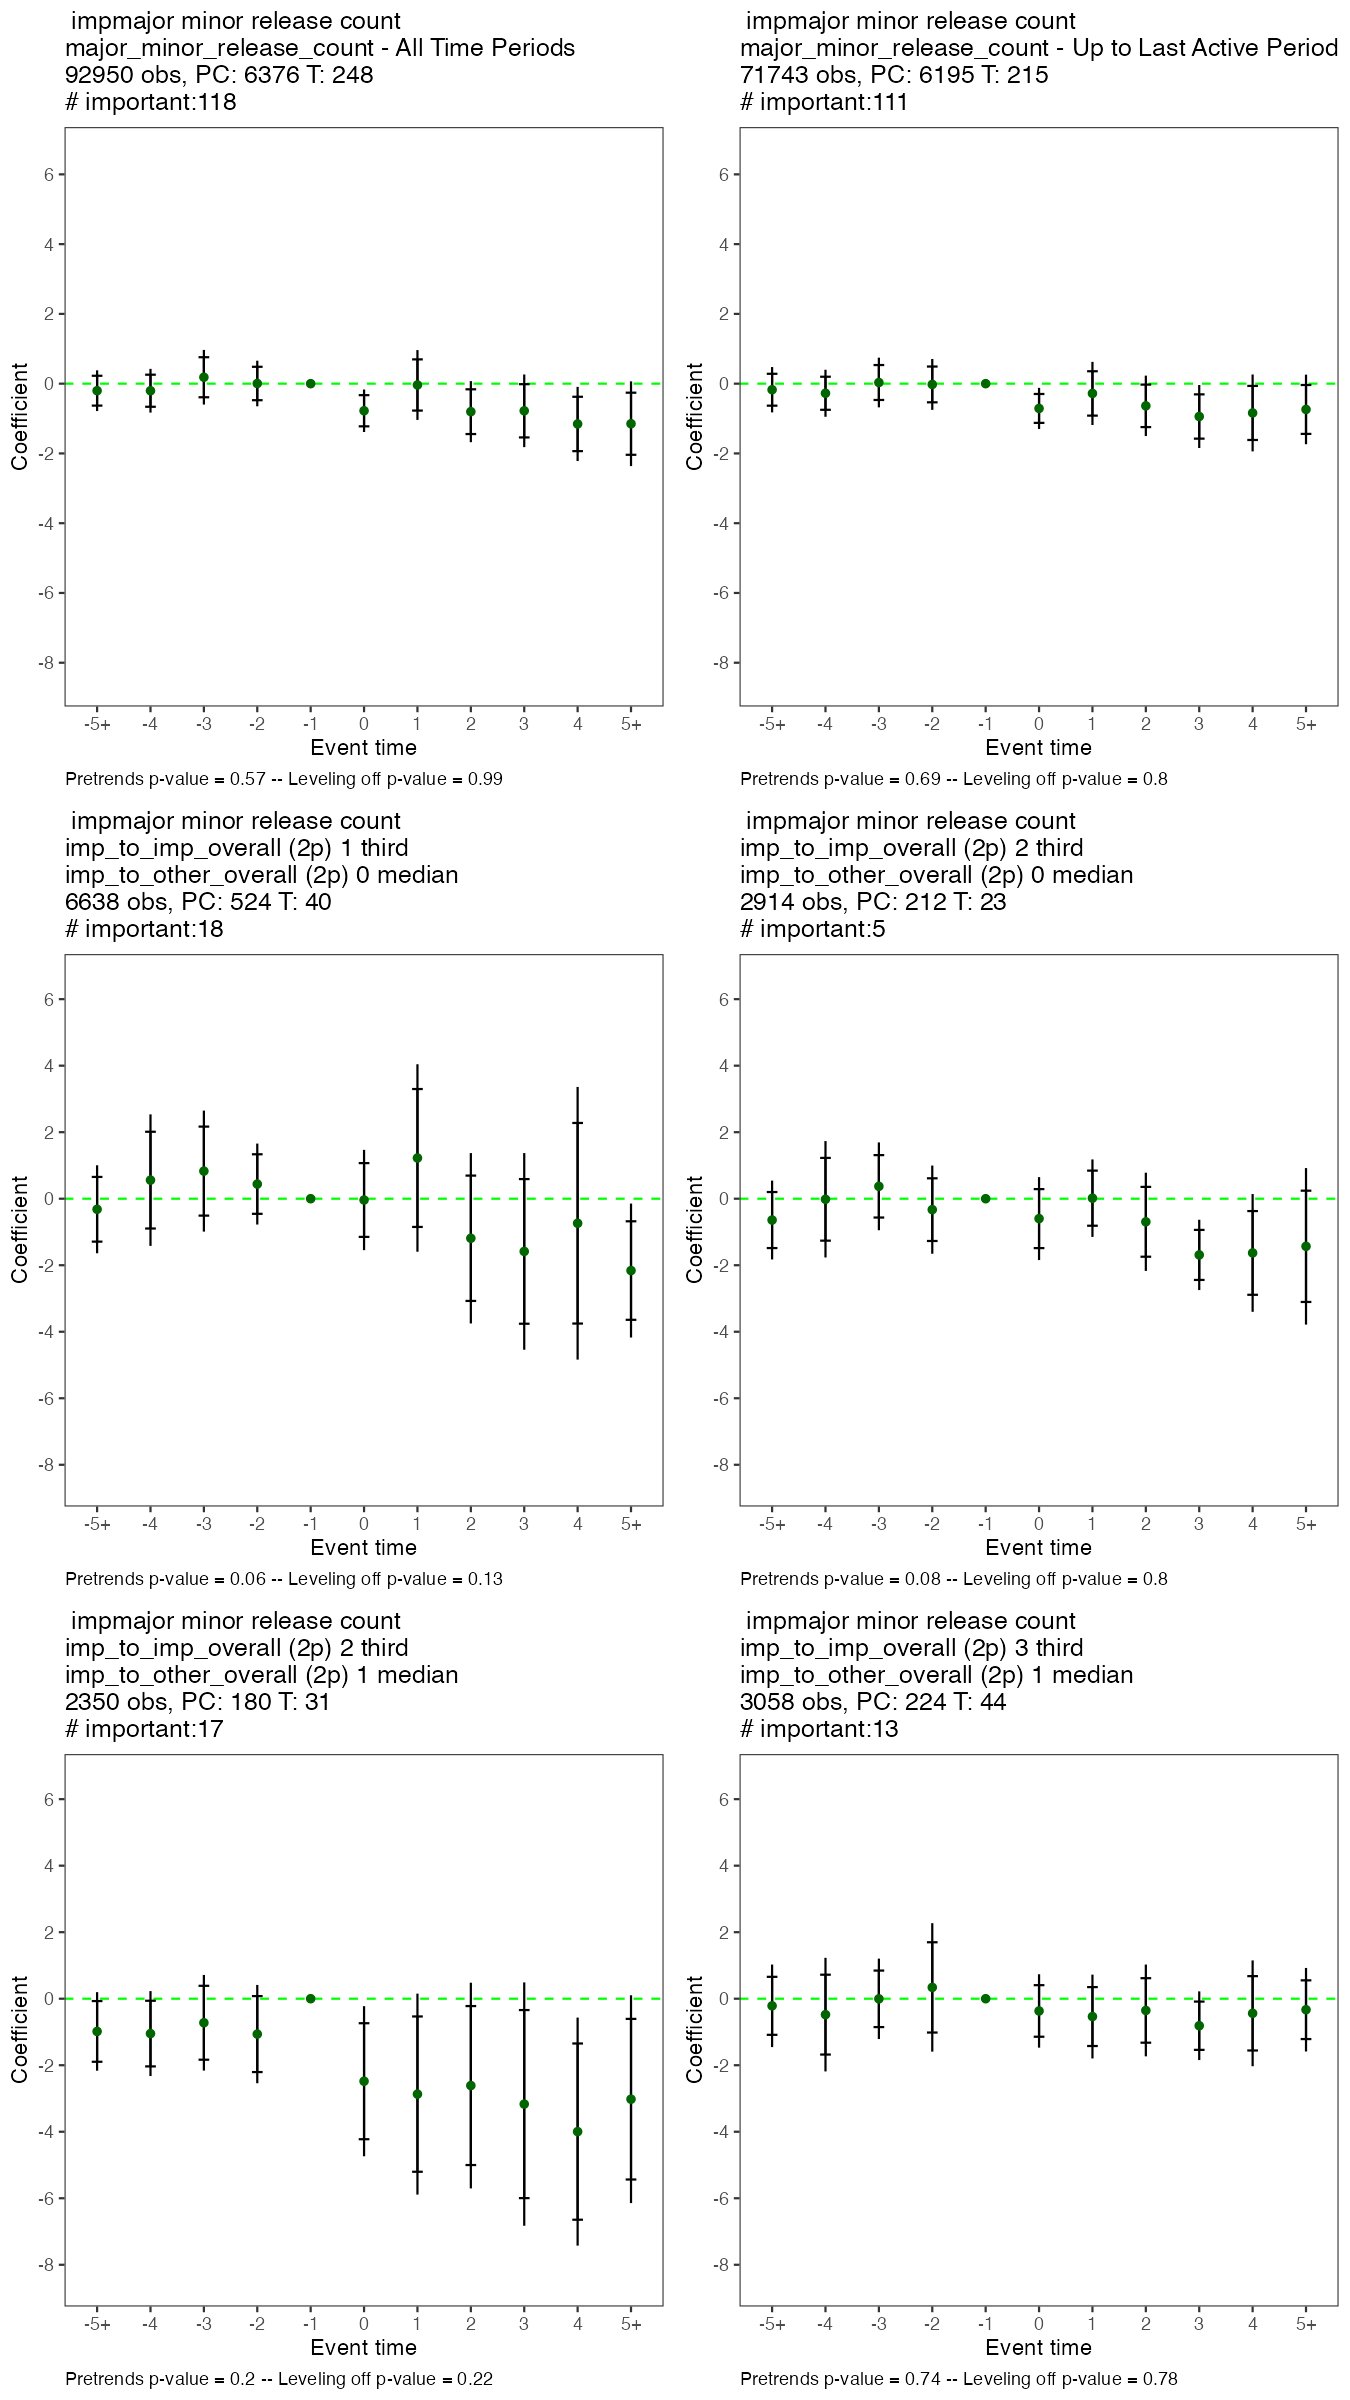 impmajor minor release count
major_minor_release_count - All Time Periods
92950 obs, PC: 6376 T: 248
# important:118
6
4
2
0
-2
-4
-6
-8
Coefficient
-5+ -4 -3 -2 -1 0 1 2 3 4 5+
Event time
Pretrends p-value = 0.57 -- Leveling off p-value = 0.99
impmajor minor release count
major_minor_release_count - Up to Last Active Period
71743 obs, PC: 6195 T: 215
# important:111
6
4
2
0
-2
-4
-6
-8
Coefficient
-5+ -4 -3 -2 -1 0 1 2 3 4 5+
Event time
Pretrends p-value = 0.69 -- Leveling off p-value = 0.8
impmajor minor release count
imp_to_imp_overall (2p) 1 third
imp_to_other_overall (2p) 0 median
6638 obs, PC: 524 T: 40
# important:18
6
4
2
0
-2
-4
-6
-8
Coefficient
-5+ -4 -3 -2 -1 0 1 2 3 4 5+
Event time
Pretrends p-value = 0.06 -- Leveling off p-value = 0.13
impmajor minor release count
imp_to_imp_overall (2p) 2 third
imp_to_other_overall (2p) 0 median
2914 obs, PC: 212 T: 23
# important:5
6
4
2
0
-2
-4
-6
-8
Coefficient
-5+ -4 -3 -2 -1 0 1 2 3 4 5+
Event time
Pretrends p-value = 0.08 -- Leveling off p-value = 0.8
impmajor minor release count
imp_to_imp_overall (2p) 2 third
imp_to_other_overall (2p) 1 median
2350 obs, PC: 180 T: 31
# important:17
6
4
2
0
-2
-4
-6
-8
Coefficient
-5+ -4 -3 -2 -1 0 1 2 3 4 5+
Event time
Pretrends p-value = 0.2 -- Leveling off p-value = 0.22
impmajor minor release count
imp_to_imp_overall (2p) 3 third
imp_to_other_overall (2p) 1 median
3058 obs, PC: 224 T: 44
# important:13
6
4
2
0
-2
-4
-6
-8
Coefficient
-5+ -4 -3 -2 -1 0 1 2 3 4 5+
Event time
Pretrends p-value = 0.74 -- Leveling off p-value = 0.78